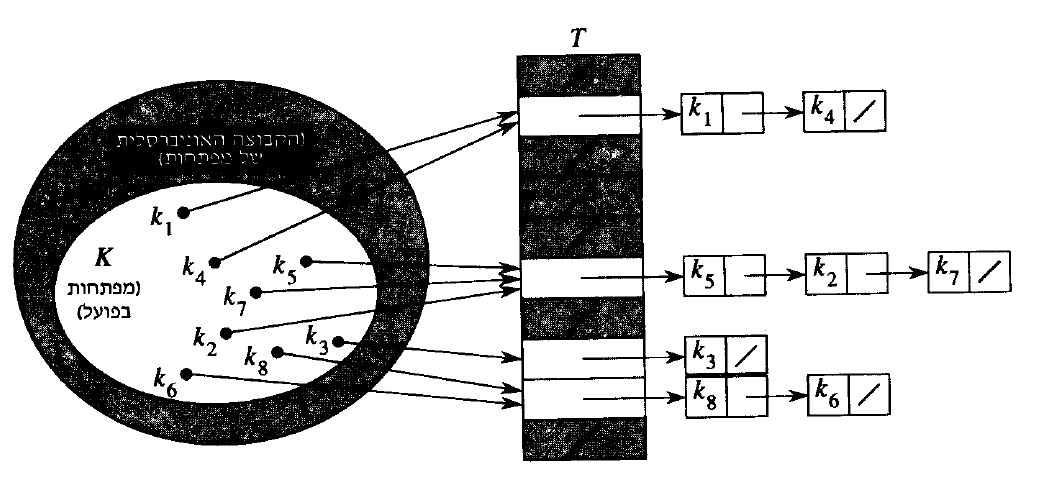 T
(הקבוצה האוניברסלית
של מפתחות)
k₁
k₄
k₅
k₇
k₂
k₃
k₈
k₆
K
(מפתחות
בפועל)
k₁ k₄ /
k₅ k₂ k₇ /
k₃ /
k₈ k₆ /